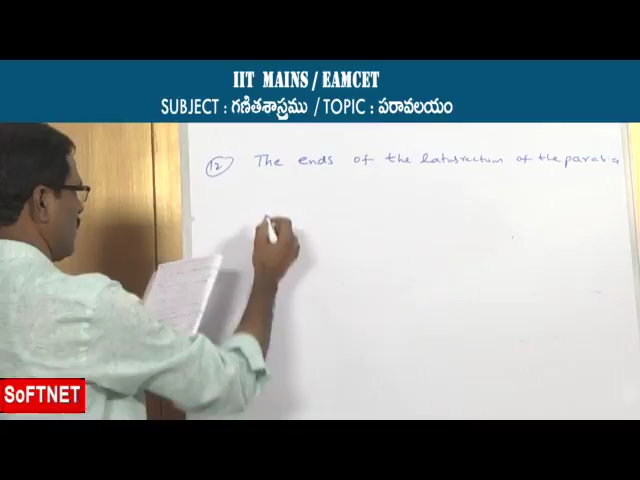 IIT MAINS / EAMCET
SUBJECT : గణితశాస్త్రము / TOPIC : పరావలయం
12 The ends of the latusrectum of the parabla
SoFTNET